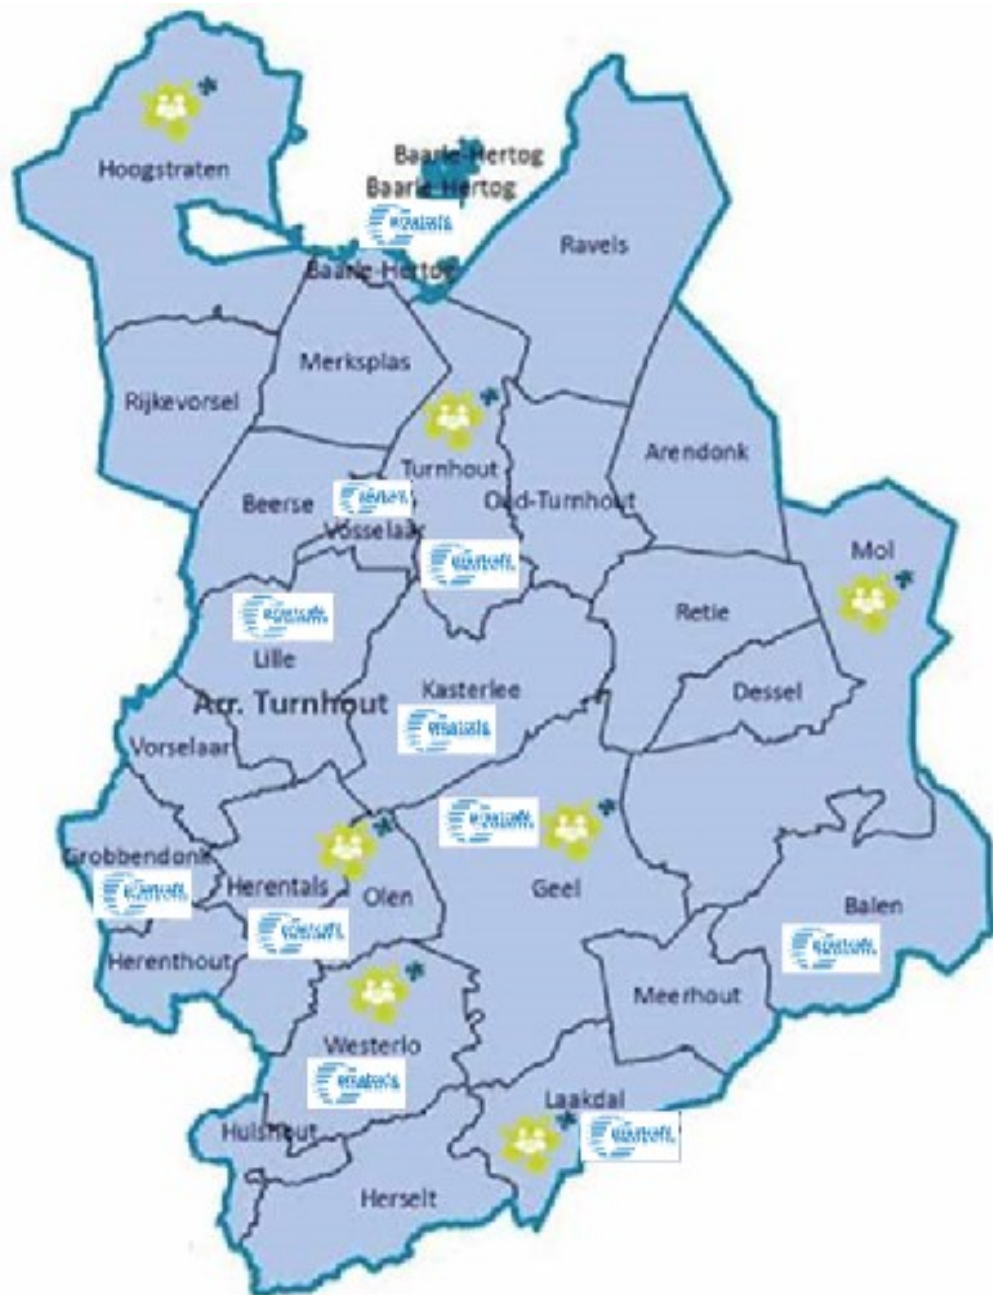 Hoogstraten
Baarle-Hertog
Baarle-Hertog
Ravels
Baarle-Hertog
Merksplas
Rijkevorsel
Arendonk
Turnhout
Beerse
Oud-Turnhout
Vosselaar
Mol
Retie
Lille
Kasterlee
Dessel
Arr. Turnhout
Vorselaar
Grobbendonk
Herentals
Geel
Olen
Balen
Herenthout
Meerhout
Westerlo
Laakdal
Hulshout
Herselt